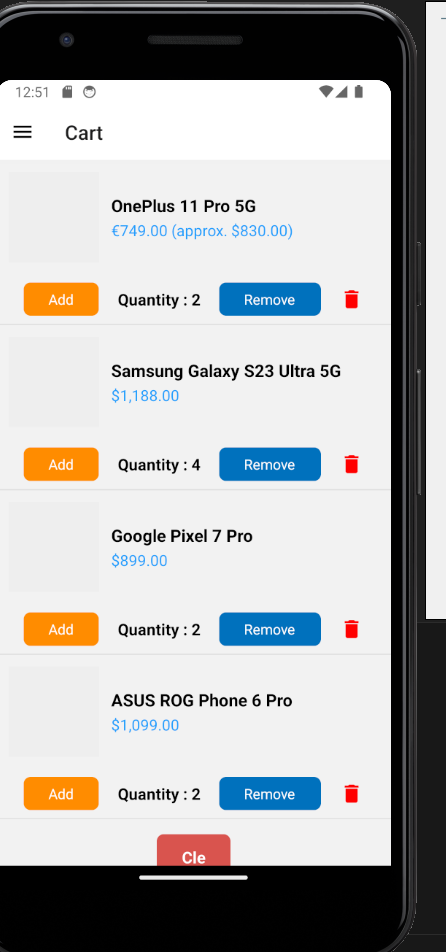 12:51
Cart
OnePlus 11 Pro 5G
€749.00 (approx. $830.00)
Add Quantity : 2 Remove
Samsung Galaxy S23 Ultra 5G
$1,188.00
Add Quantity : 4 Remove
Google Pixel 7 Pro
$899.00
Add Quantity : 2 Remove
ASUS ROG Phone 6 Pro
$1,099.00
Add Quantity : 2 Remove
Cle